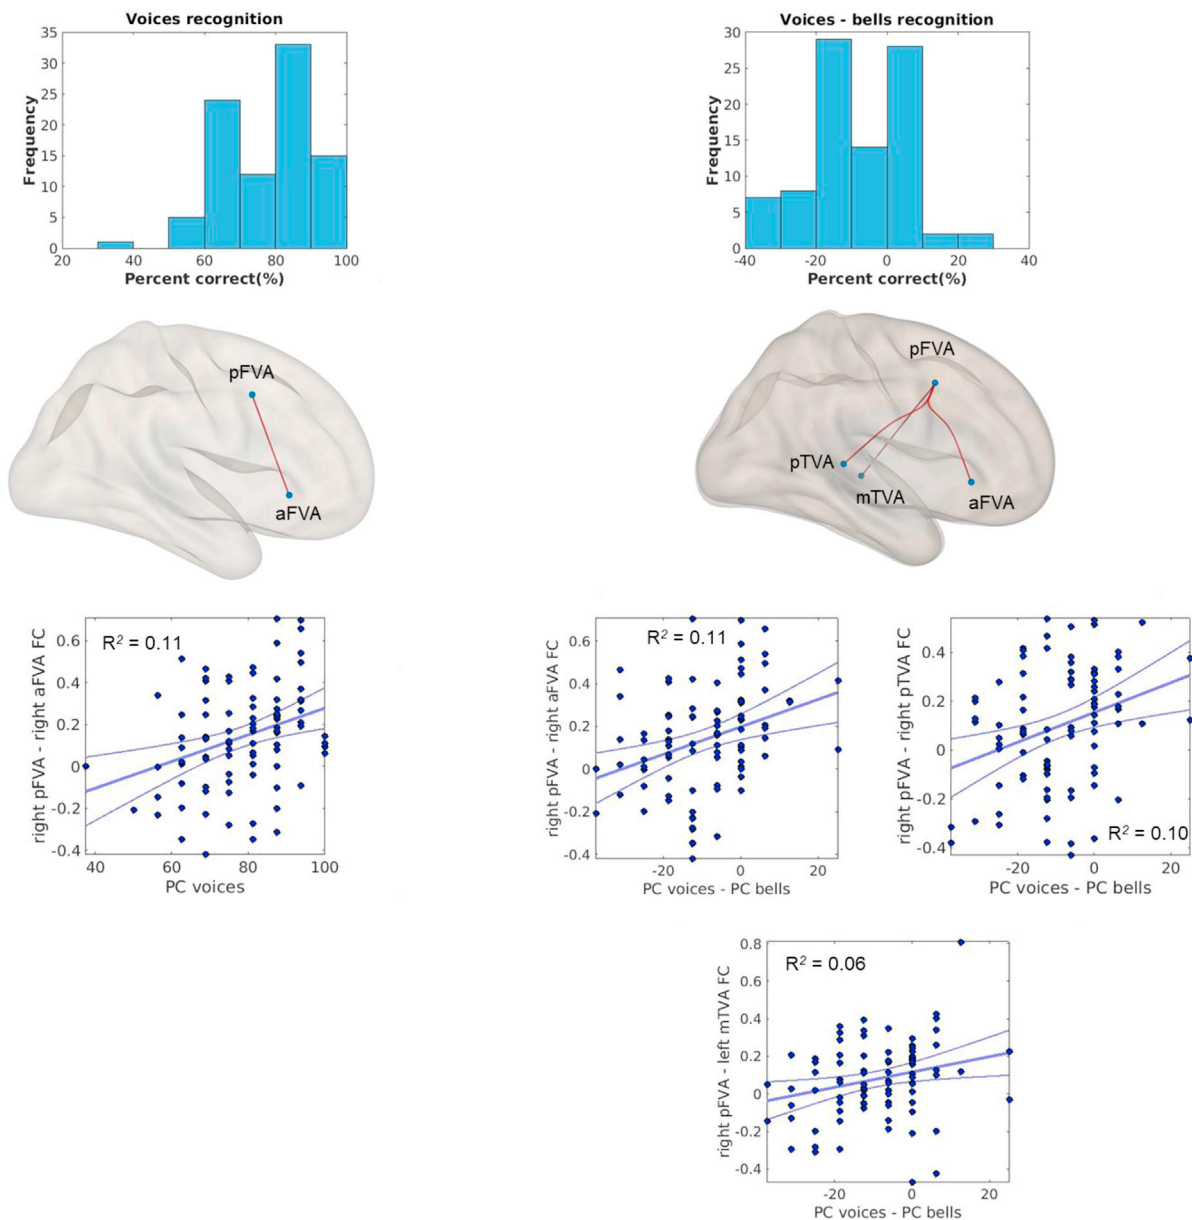 Voices recognition
Frequency
35
30
25
20
15
10
5
0
20 40 60 80 100
Percent correct(%)
Voices - bells recognition
Frequency
30
25
20
15
10
5
0
-40 -20 0 20 40
Percent correct(%)
pFVA
aFVA
pFVA
pTVA
mTVA
aFVA
right pFVA - right aFVA FC
R² = 0.11
0.6
0.4
0.2
0
-0.2
-0.4
40 60 80 100
PC voices
right pFVA - right aFVA FC
R² = 0.11
0.6
0.4
0.2
0
-0.2
-0.4
-20 0 20
PC voices - PC bells
right pFVA - right pTVA FC
0.4
0.2
0
-0.2
-0.4
R² = 0.10
-20 0 20
PC voices - PC bells
right pFVA - left mTVA FC
R² = 0.06
0.8
0.6
0.4
0.2
0
-0.2
-0.4
-20 0 20
PC voices - PC bells